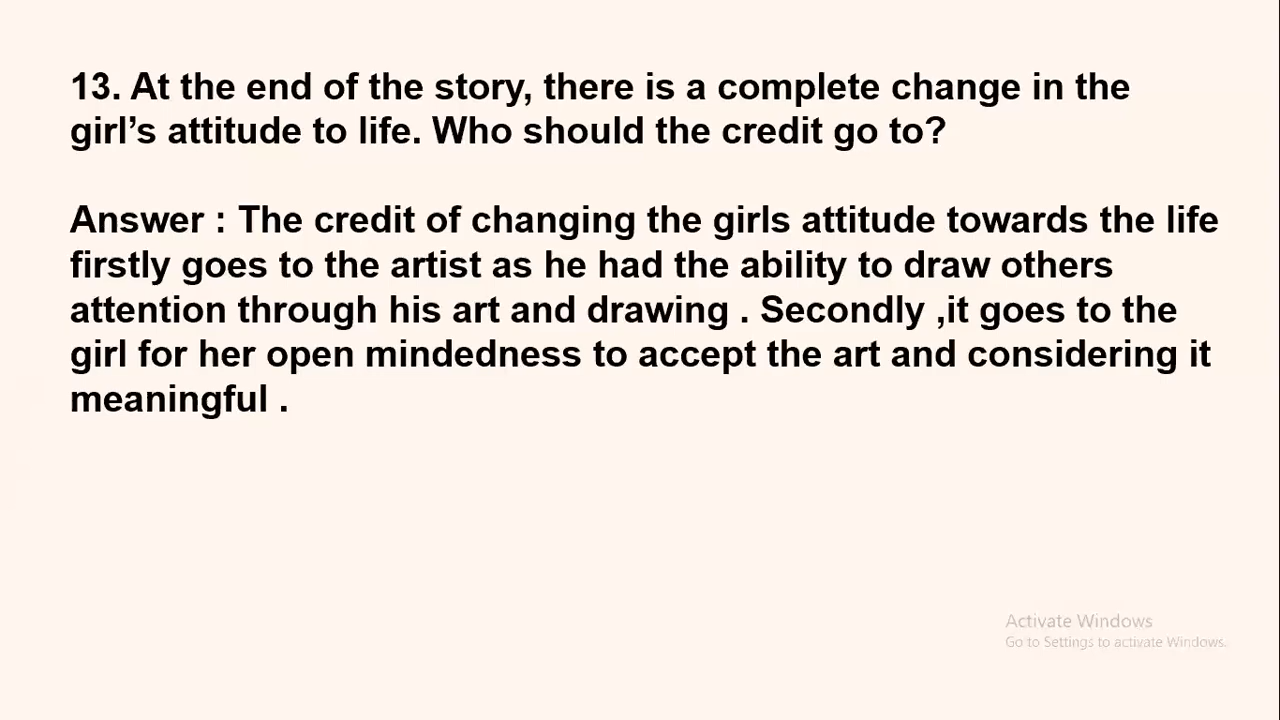 13. At the end of the story, there is a complete change in the
girl’s attitude to life. Who should the credit go to?
Answer : The credit of changing the girls attitude towards the life
firstly goes to the artist as he had the ability to draw others
attention through his art and drawing . Secondly ,it goes to the
girl for her open mindedness to accept the art and considering it
meaningful .
Activate Windows
Go to Settings to activate Windows.